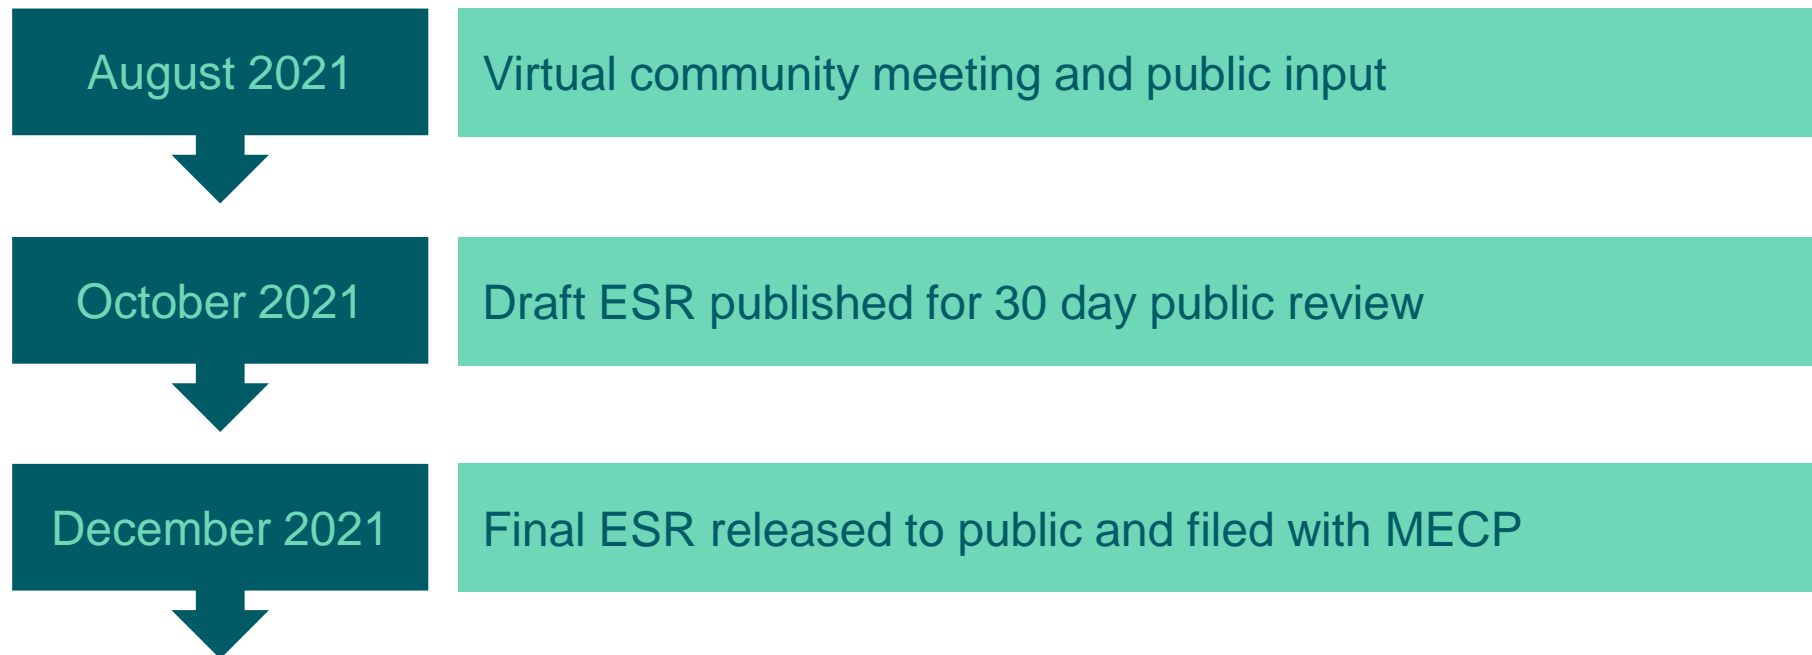 August 2021
Virtual community meeting and public input
October 2021
Draft ESR published for 30 day public review
December 2021
Final ESR released to public and filed with MECP